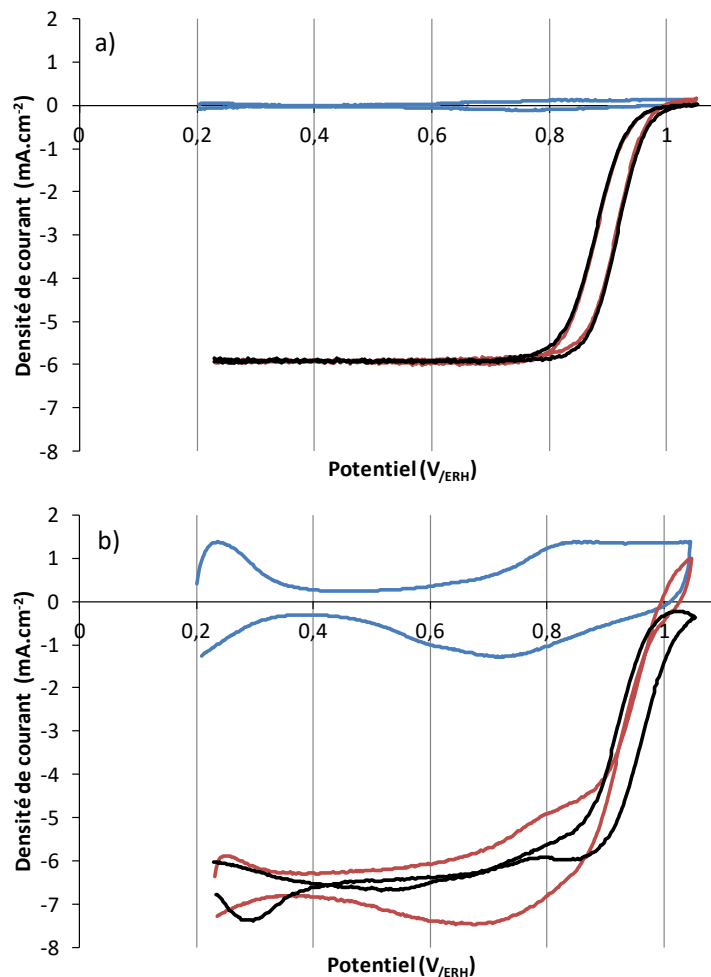 a)
2
1
0
-1
-2
-3
-4
-5
-6
-7
-8
0 0,2 0,4 0,6 0,8 1
Densité de courant (mA.cm-2)
Potentiel (V/ERH)
b)
2
1
0
-1
-2
-3
-4
-5
-6
-7
-8
0 0,2 0,4 0,6 0,8 1
Densité de courant (mA.cm-2)
Potentiel (V/ERH)